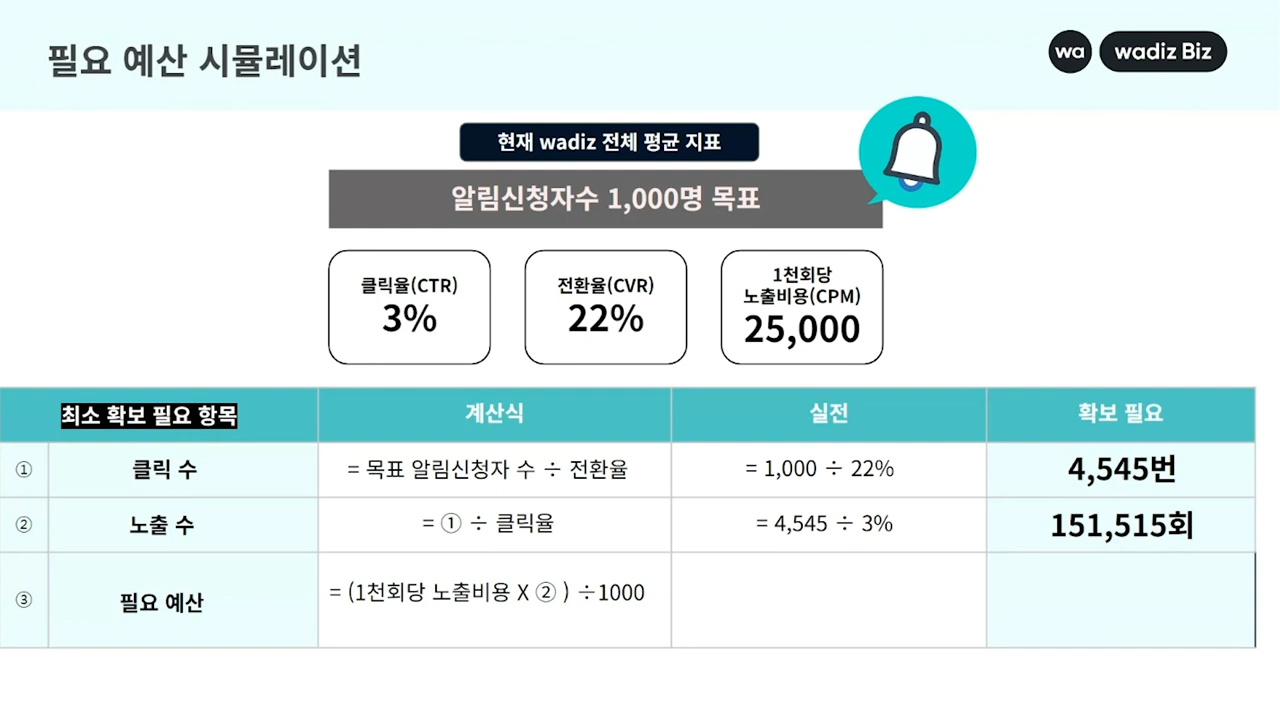 필요 예산 시뮬레이션
wa wadiz Biz
현재 wadiz 전체 평균 지표
알림신청자수 1,000명 목표
클릭율(CTR)
3%
전환율(CVR)
22%
1천회당
노출비용(CPM)
25,000
최소 확보 필요 항목 계산식 실전 확보 필요
① 클릭 수 = 목표 알림신청자 수 ÷ 전환율 = 1,000 ÷ 22% 4,545번
② 노출 수 = ① ÷ 클릭율 = 4,545 ÷ 3% 151,515회
③ 필요 예산 = (1천회당 노출비용 X ② ) ÷1000